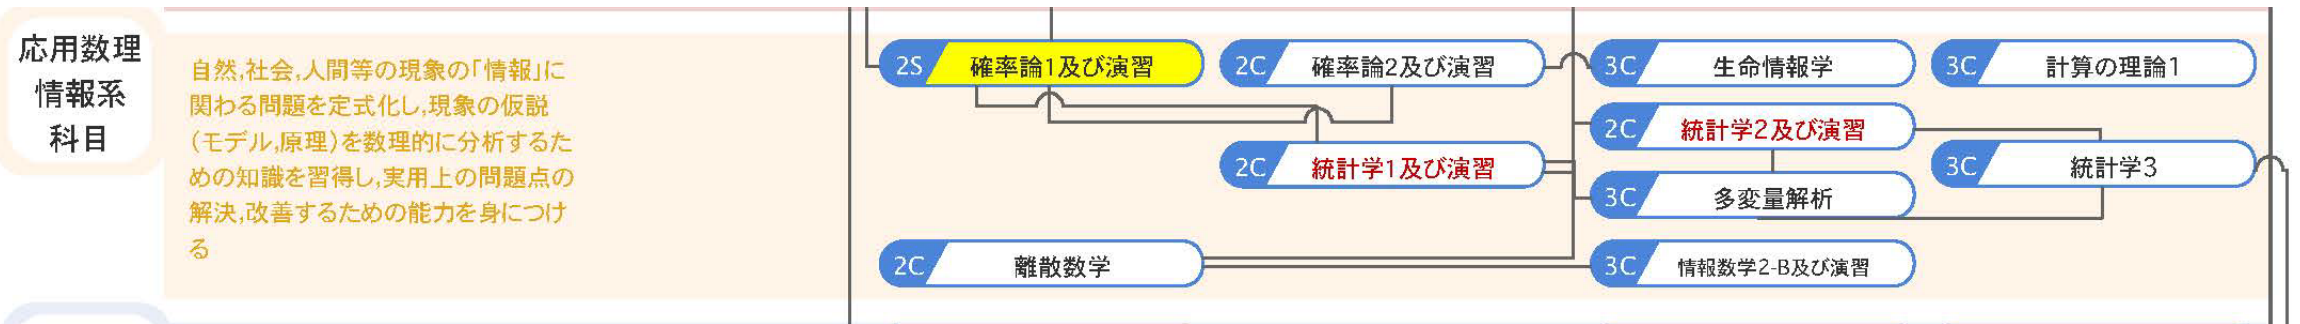 応用数理
情報系
科目
自然,社会,人間等の現象の「情報」に
関わる問題を定式化し,現象の仮説
(モデル,原理)を数理的に分析するた
めの知識を習得し,実用上の問題点の
解決,改善するための能力を身につけ
る
2S 確率論1及び演習
2C 確率論2及び演習
3C 生命情報学
3C 計算の理論1
2C 統計学2及び演習
2C 統計学1及び演習
3C 統計学3
3C 多変量解析
2C 離散数学
3C 情報数学2-B及び演習